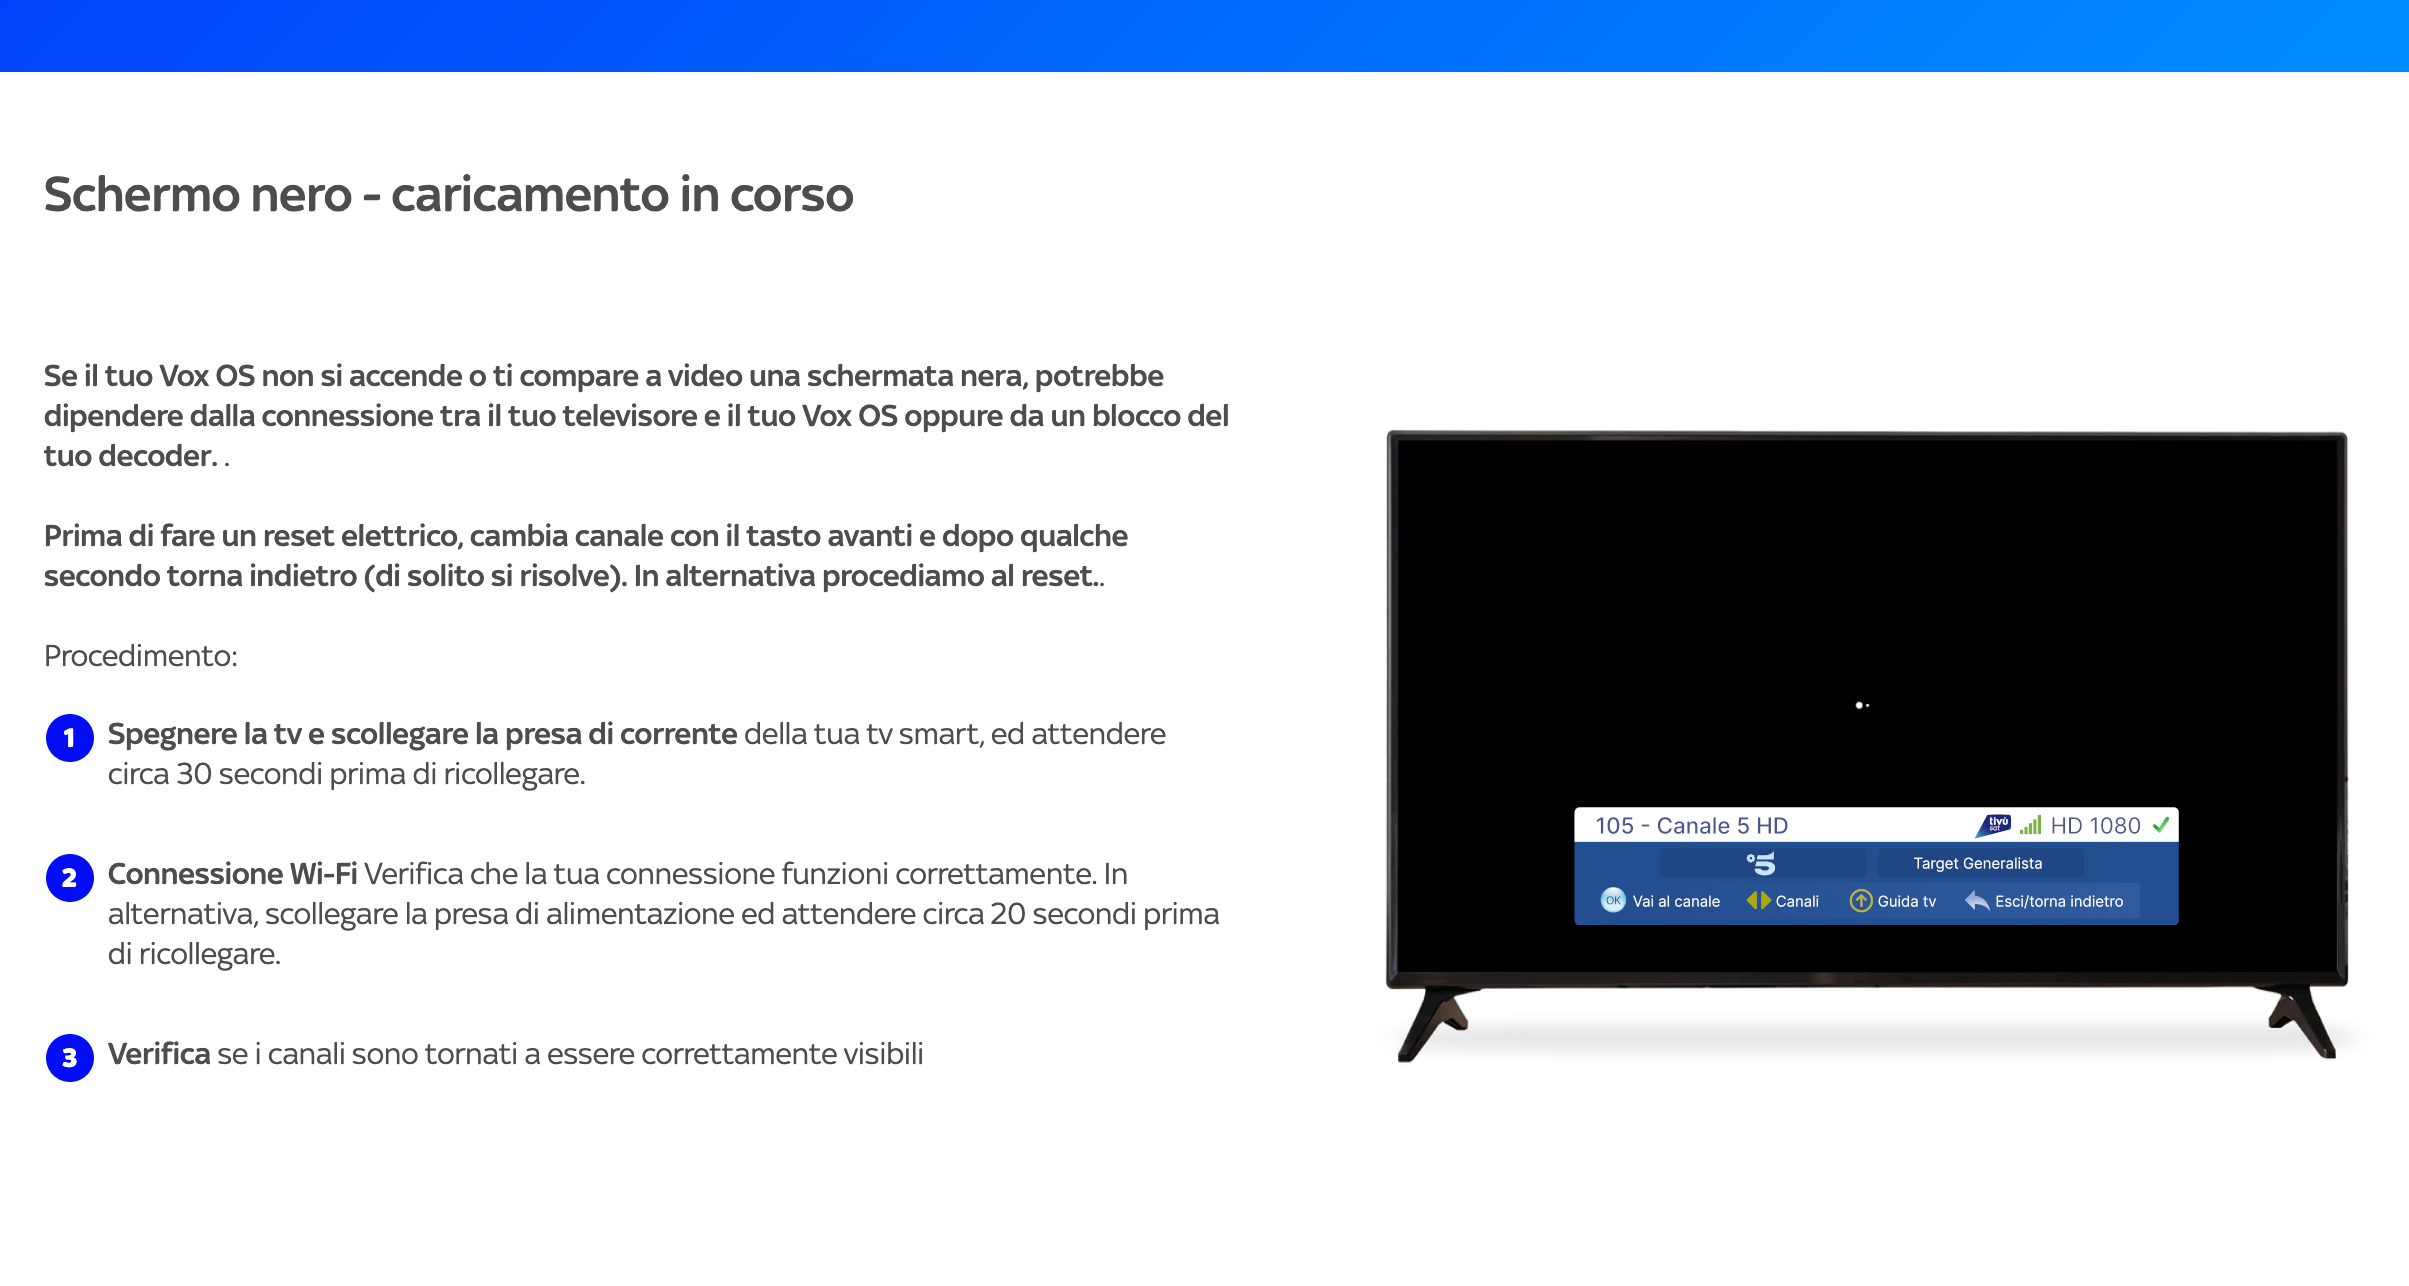 Schermo nero - caricamento in corso
Se il tuo Vox OS non si accende o ti compare a video una schermata nera, potrebbe
dipendere dalla connessione tra il tuo televisore e il tuo Vox OS oppure da un blocco del
tuo decoder. .
Prima di fare un reset elettrico, cambia canale con il tasto avanti e dopo qualche
secondo torna indietro (di solito si risolve). In alternativa procediamo al reset..
Procedimento:
1 Spegnere la tv e scollegare la presa di corrente della tua tv smart, ed attendere
circa 30 secondi prima di ricollegare.
2 Connessione Wi-Fi Verifica che la tua connessione funzioni correttamente. In
alternativa, scollegare la presa di alimentazione ed attendere circa 20 secondi prima
di ricollegare.
3 Verifica se i canali sono tornati a essere correttamente visibili
105 - Canale 5 HD tivù sat HD 1080
5 Target Generalista
OK Vai al canale Canali Guida tv Esci/torna indietro